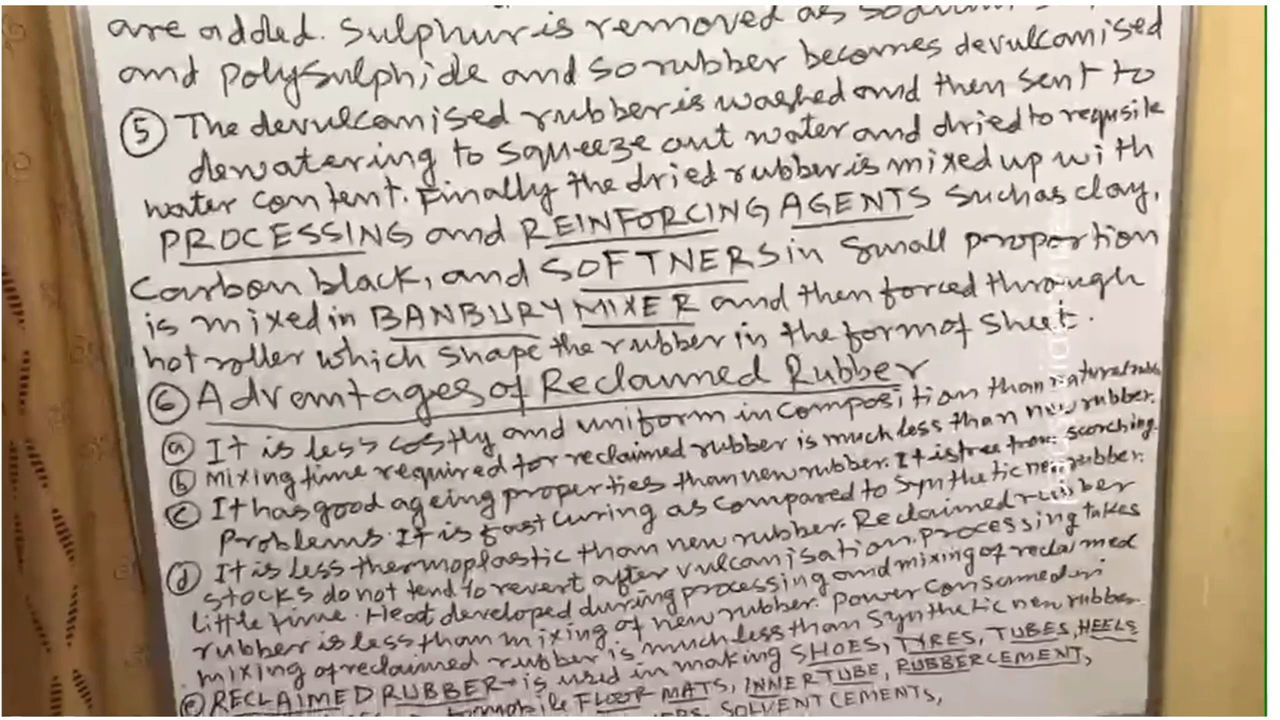 are added. Sulphur is removed as sodium
and polysulphide and so rubber becomes devulcanised
⑤ The devulcanised rubber is washed and then sent to
dewatering to squeeze out water and dried to requisile
water content. Finally the dried rubber is mixed up with
PROCESSING and REINFORCING AGENTS such as clay,
carbon black, and SOFTNERS in small proportion
is mixed in BANBURY MIXER and then forced through
hot roller which shape the rubber in the form of sheet.
⑥ Advantages of Reclaimed Rubber
ⓐ It is less costly and uniform in composition than natural rubber
ⓑ Mixing time required for reclaimed rubber is much less than new rubber.
ⓒ It has good ageing properties than new rubber. It is free from scorching
Problems. It is fast curing as compared to synthetic new rubber.
ⓓ It is less thermoplastic than new rubber. Reclaimed rubber
stocks do not tend to revert after vulcanisation. processing takes
little time. Heat developed during processing and mixing of reclaimed
rubber is less than mixing of new rubber. Power consumed in
mixing of reclaimed rubber is much less than synthetic new rubber
ⓔ RECLAIMED RUBBER → is used in making SHOES, TYRES, TUBES, HEELS
FLOOR MATS, INNER TUBE, RUBBER CEMENT,
SOLVENT CEMENTS,